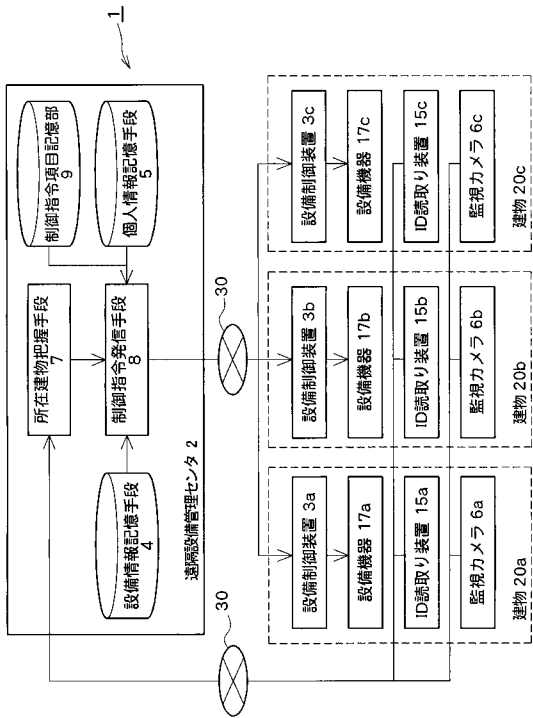 1
所在建物把握手段
7
制御指令項目記憶部
9
設備情報記憶手段
4
制御指令発信手段
8
個人情報記憶手段
5
遠隔設備管理センタ 2
30
30
設備制御装置 3a
設備機器 17a
ID読取り装置 15a
監視カメラ 6a
建物 20a
設備制御装置 3b
設備機器 17b
ID読取り装置 15b
監視カメラ 6b
建物 20b
設備制御装置 3c
設備機器 17c
ID読取り装置 15c
監視カメラ 6c
建物 20c